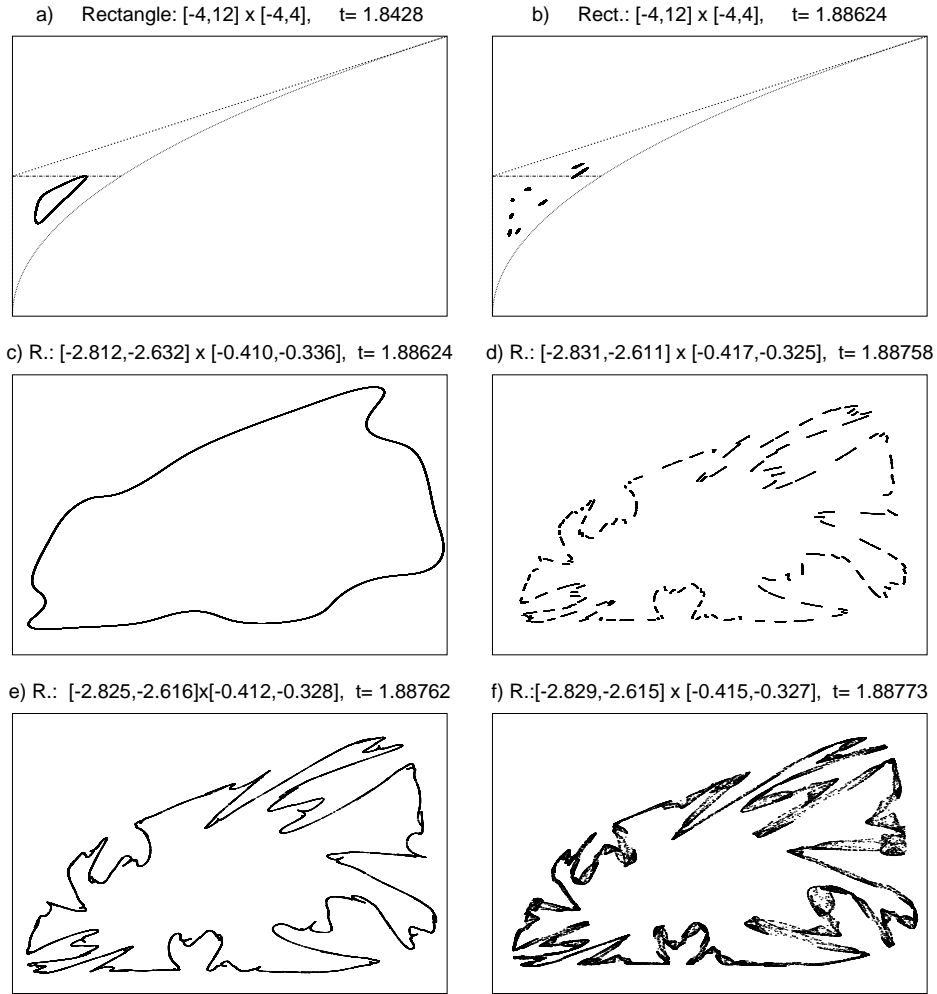 a) Rectangle: [-4,12] x [-4,4], t= 1.8428
b) Rect.: [-4,12] x [-4,4], t= 1.88624
c) R.: [-2.812,-2.632] x [-0.410,-0.336], t= 1.88624
d) R.: [-2.831,-2.611] x [-0.417,-0.325], t= 1.88758
e) R.: [-2.825,-2.616]x[-0.412,-0.328], t= 1.88762
f) R.:[-2.829,-2.615] x [-0.415,-0.327], t= 1.88773